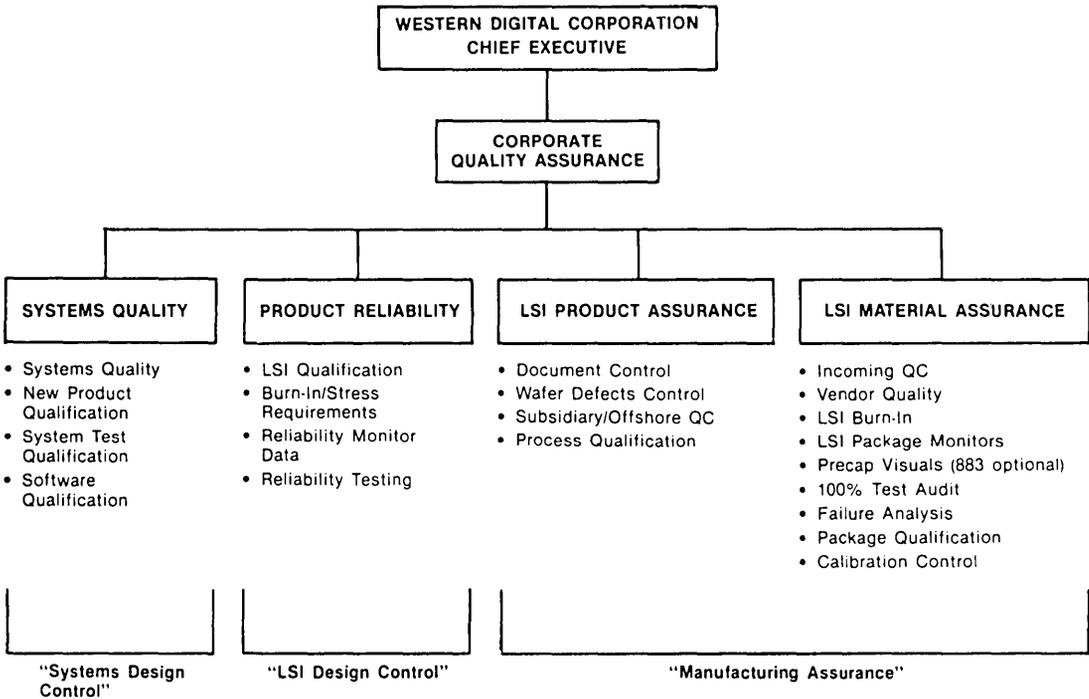 WESTERN DIGITAL CORPORATION
CHIEF EXECUTIVE
CORPORATE
QUALITY ASSURANCE
SYSTEMS QUALITY
• Systems Quality
• New Product
Qualification
• System Test
Qualification
• Software
Qualification
"Systems Design
Control"
PRODUCT RELIABILITY
• LSI Qualification
• Burn-In/Stress
Requirements
• Reliability Monitor
Data
• Reliability Testing
"LSI Design Control"
LSI PRODUCT ASSURANCE
• Document Control
• Wafer Defects Control
• Subsidiary/Offshore QC
• Process Qualification
LSI MATERIAL ASSURANCE
• Incoming QC
• Vendor Quality
• LSI Burn-In
• LSI Package Monitors
• Precap Visuals (883 optional)
• 100% Test Audit
• Failure Analysis
• Package Qualification
• Calibration Control
"Manufacturing Assurance"